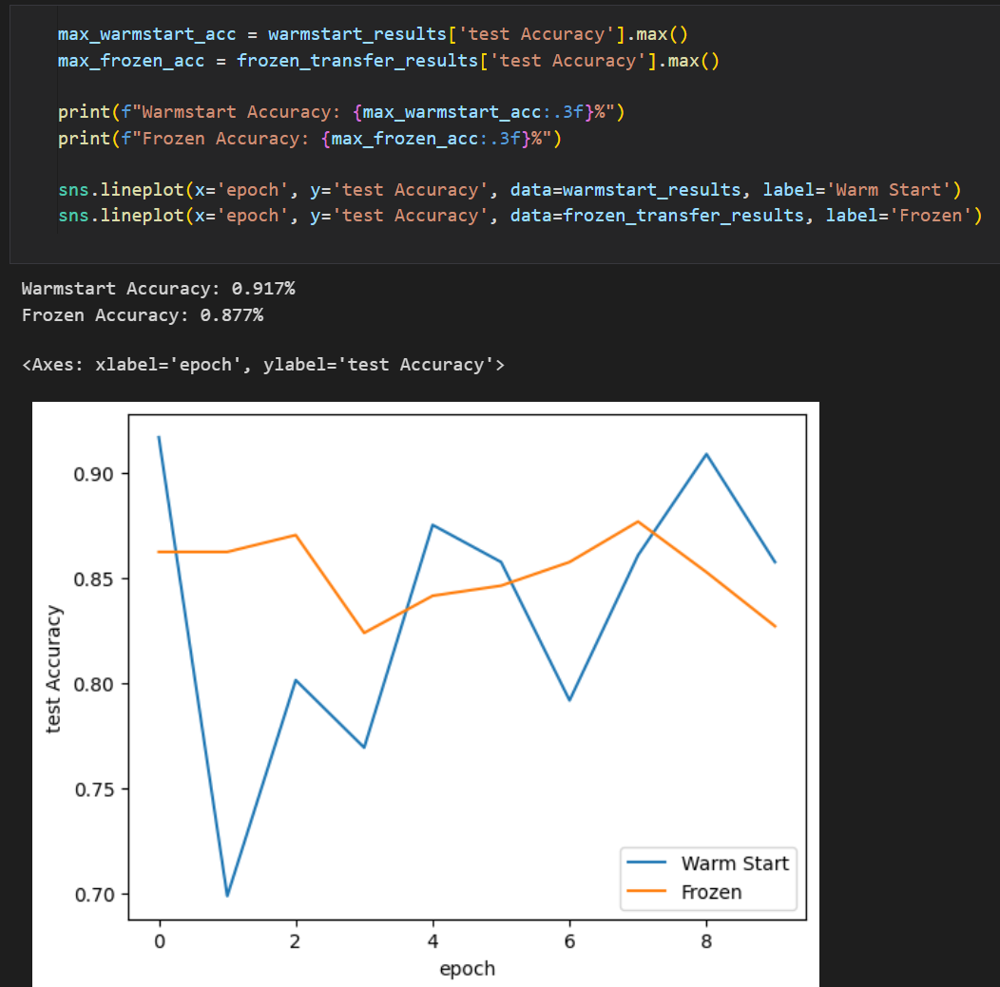 max_warmstart_acc = warmstart_results['test Accuracy'].max()
max_frozen_acc = frozen_transfer_results['test Accuracy'].max()
print(f"Warmstart Accuracy: {max_warmstart_acc:.3f}%")
print(f"Frozen Accuracy: {max_frozen_acc:.3f}%")
sns.lineplot(x='epoch', y='test Accuracy', data=warmstart_results, label='Warm Start')
sns.lineplot(x='epoch', y='test Accuracy', data=frozen_transfer_results, label='Frozen')
Warmstart Accuracy: 0.917%
Frozen Accuracy: 0.877%
<Axes: xlabel='epoch', ylabel='test Accuracy'>
0.90
0.85
0.80
0.75
0.70
test Accuracy
Warm Start
Frozen
0 2 4 6 8
epoch